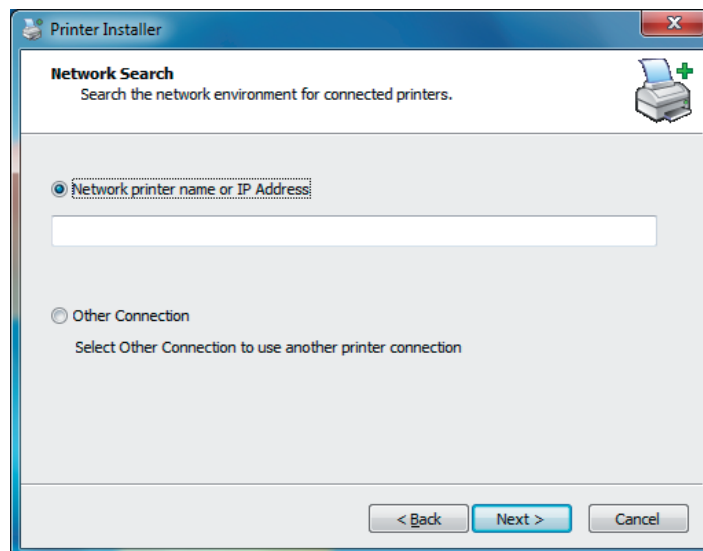 Printer Installer
Network Search
Search the network environment for connected printers.
Network printer name or IP Address
Other Connection
Select Other Connection to use another printer connection
< Back Next > Cancel